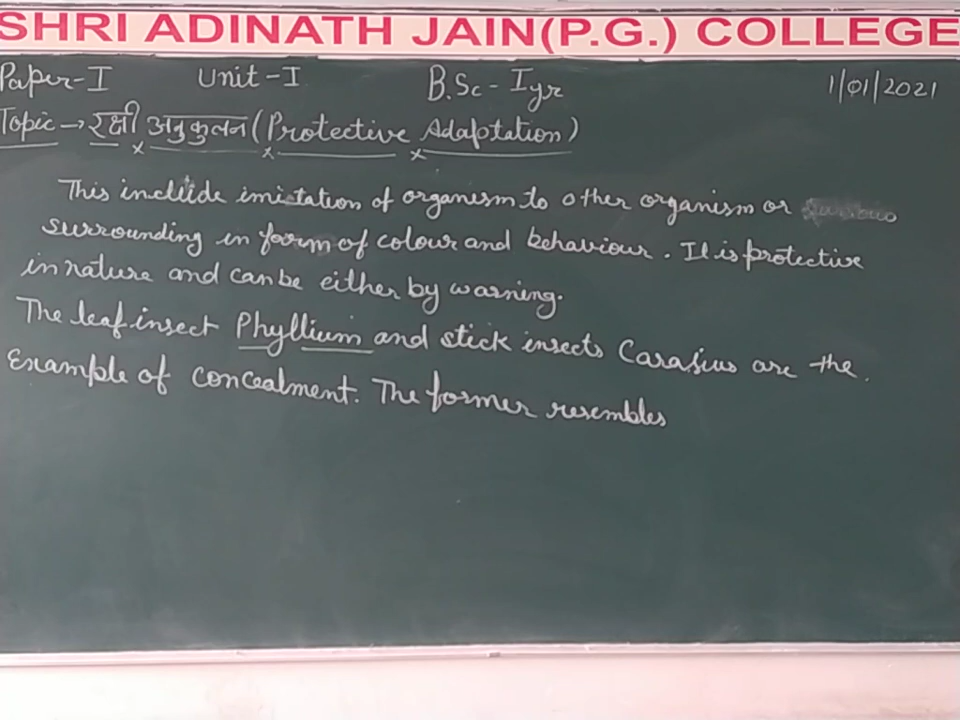 SHRI ADINATH JAIN(P.G.) COLLEGE
Paper-I Unit-I B.Sc-Iyr 1/01/2021
Topic → रक्षी अनुकुलन (Protective Adaptation)
This include imitation of organism to other organism or
surrounding in form of colour and behaviour. It is protective
in nature and can be either by warning.
The leaf insect Phyllium and stick insects Carasius are the
Example of concealment. The former resembles